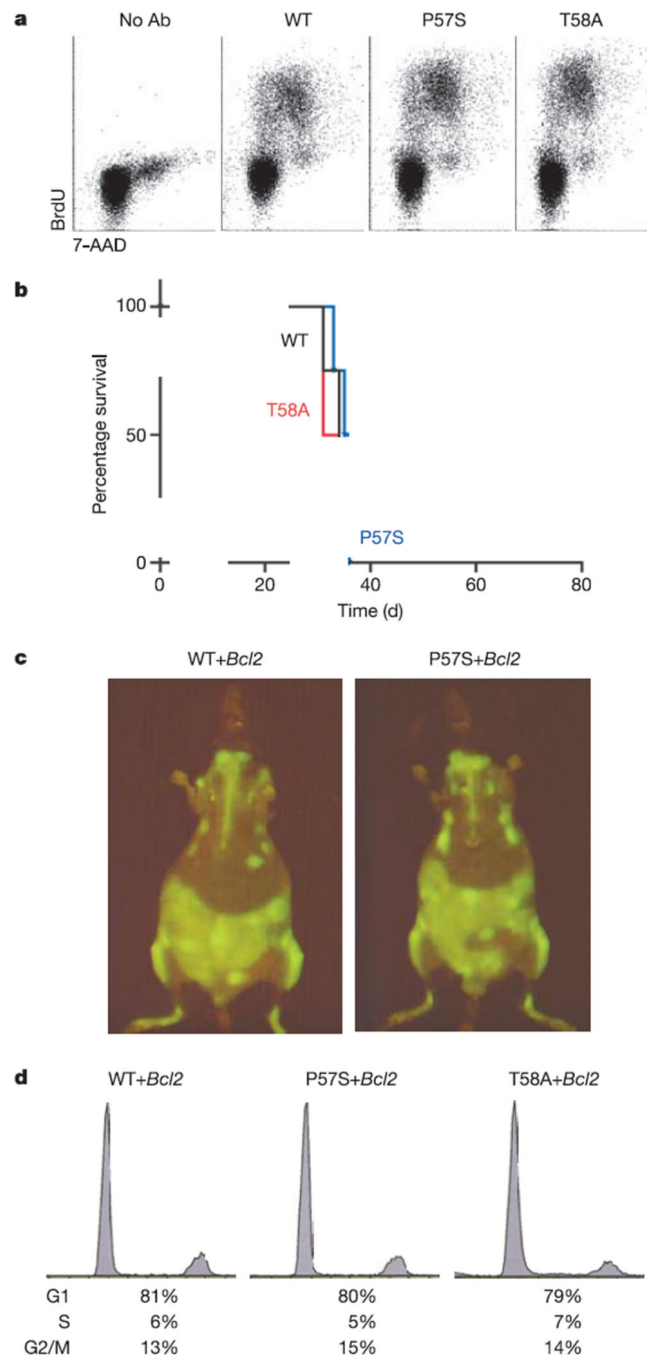 a
No Ab WT P57S T58A
BrdU
7-AAD
b
100
WT
T58A
50
P57S
0
0 20 40 60 80
Percentage survival
Time (d)
c
WT+Bcl2 P57S+Bcl2
d
WT+Bcl2 P57S+Bcl2 T58A+Bcl2
G1 81% 80% 79%
S 6% 5% 7%
G2/M 13% 15% 14%